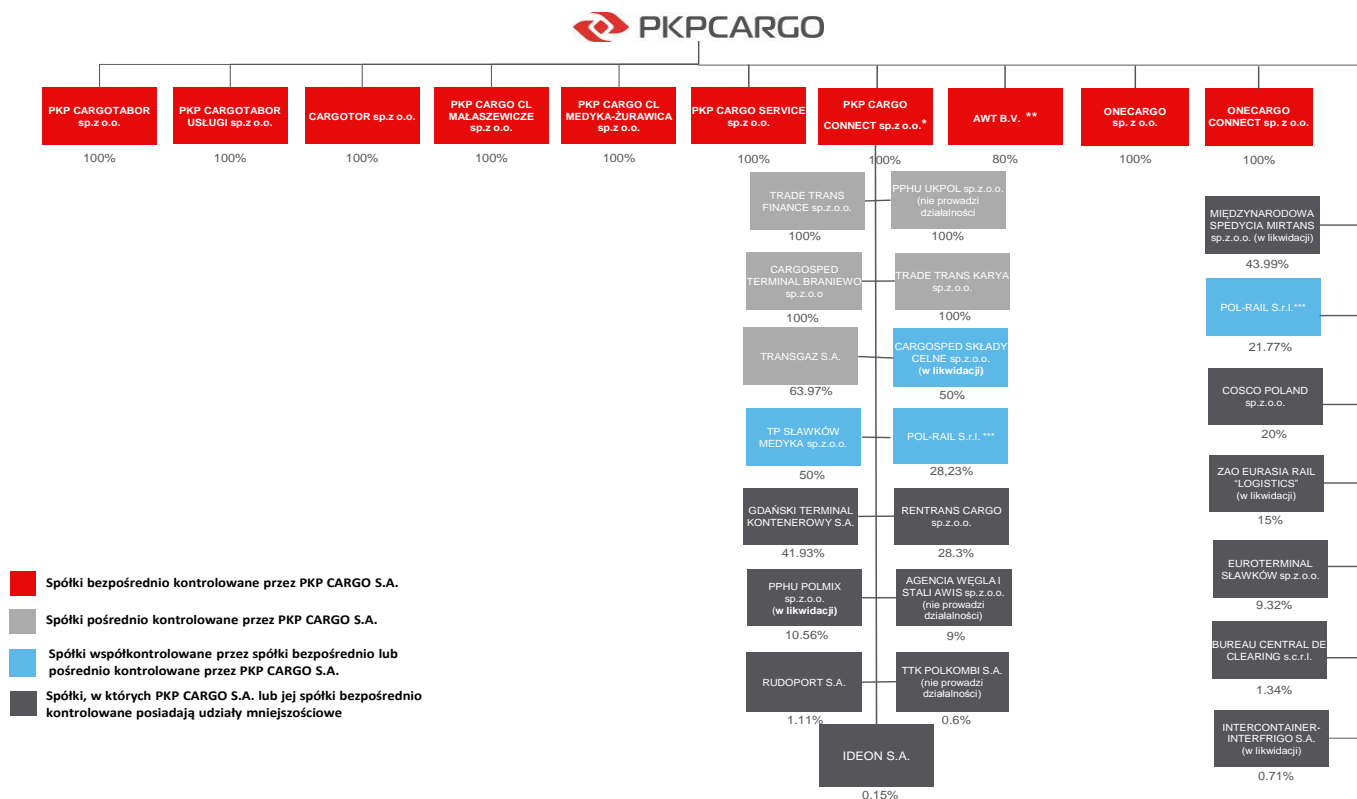 PKPCARGO
PKP CARGOTABOR
sp.z o.o.
100%
PKP CARGOTABOR
USŁUGI sp.z o.o.
100%
CARGOTOR sp.z o.o.
100%
PKP CARGO CL
MAŁASZEWICZE
sp.z o.o.
100%
PKP CARGO CL
MEDYKA-ŻURAWICA
sp.z o.o.
100%
PKP CARGO SERVICE
sp.z o.o.
100%
PKP CARGO
CONNECT sp.z o.o.*
100%
AWT B.V. **
80%
ONECARGO
sp. z o.o.
100%
ONECARGO
CONNECT sp. z o.o.
100%
TRADE TRANS
FINANCE sp.z.o.o.
100%
PPHU UKPOL sp.z.o.o.
(nie prowadzi
działalności
100%
CARGOSPED
TERMINAL BRANIEWO
sp.z.o.o
100%
TRADE TRANS KARYA
sp.z.o.o.
100%
TRANSGAZ S.A.
63.97%
CARGOSPED SKŁADY
CELNE sp.z.o.o.
(w likwidacji)
50%
TP SŁAWKÓW
MEDYKA sp.z.o.o.
50%
POL-RAIL S.r.l. ***
28,23%
GDAŃSKI TERMINAL
KONTENEROWY S.A.
41.93%
RENTRANS CARGO
sp.z.o.o.
28.3%
PPHU POLMIX
sp.z.o.o.
(w likwidacji)
10.56%
AGENCIA WĘGLA I
STALI AWIS sp.z.o.o.
(nie prowadzi
działalności)
9%
RUDOPORT S.A.
1.11%
TTK POLKOMBI S.A.
(nie prowadzi
działalności)
0.6%
IDEON S.A.
0.15%
MIĘDZYNARODOWA
SPEDYCIA MIRTANS
sp.z.o.o. (w likwidacji)
43.99%
POL-RAIL S.r.l.***
21.77%
COSCO POLAND
sp.z.o.o.
20%
ZAO EURASIA RAIL
"LOGISTICS"
(w likwidacji)
15%
EUROTERMINAL
SŁAWKÓW sp.z.o.o.
9.32%
BUREAU CENTRAL DE
CLEARING s.c.r.l.
1.34%
INTERCONTAINER-
INTERFRIGO S.A.
(w likwidacji)
0.71%
Spółki bezpośrednio kontrolowane przez PKP CARGO S.A.
Spółki pośrednio kontrolowane przez PKP CARGO S.A.
Spółki współkontrolowane przez spółki bezpośrednio lub
pośrednio kontrolowane przez PKP CARGO S.A.
Spółki, w których PKP CARGO S.A. lub jej spółki bezpośrednio
kontrolowane posiadają udziały mniejszościowe